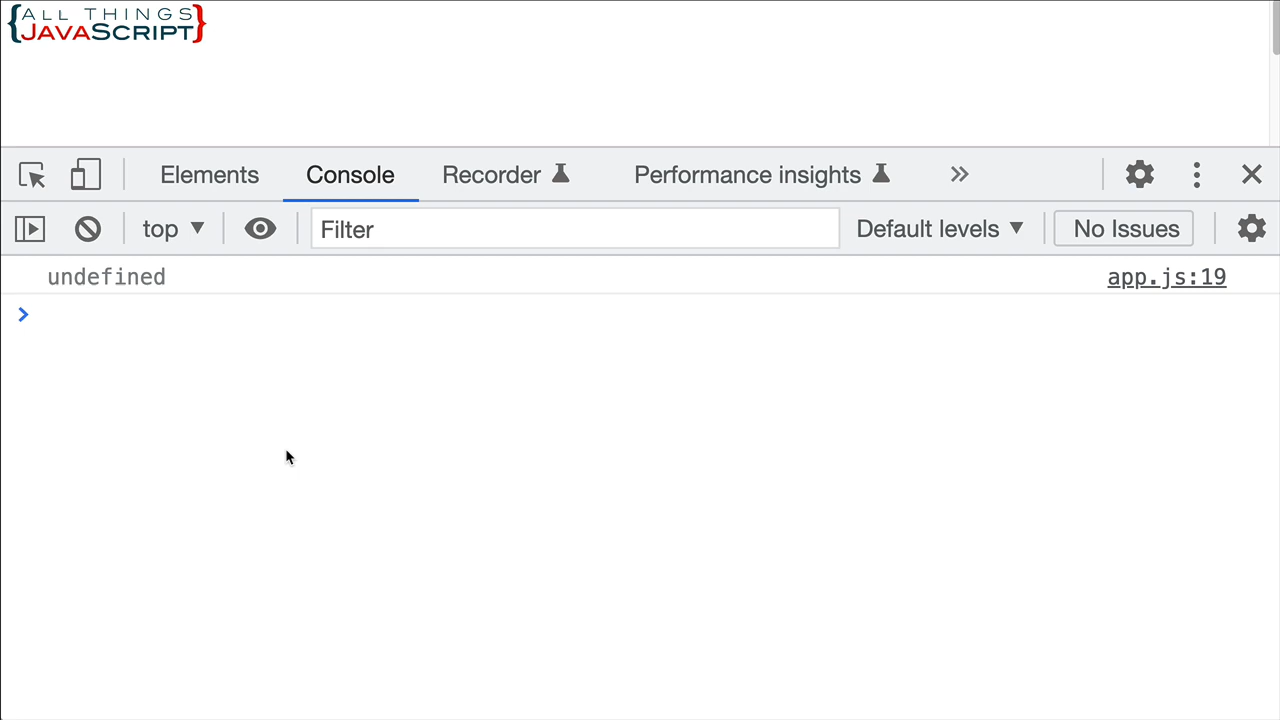 {ALL THINGS
JAVASCRIPT}
Elements Console Recorder Performance insights »
top ▼ Filter Default levels ▼ No Issues
undefined app.js:19
>